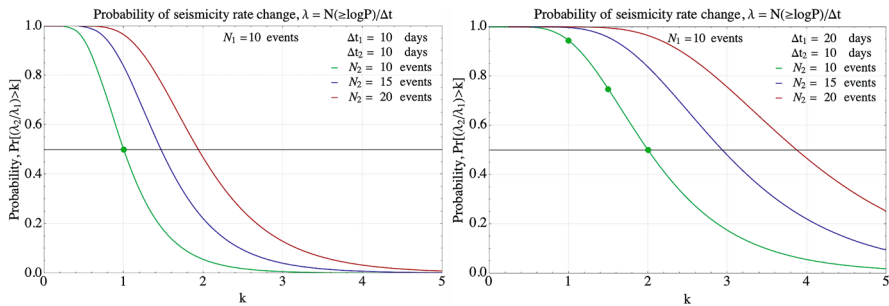 Probability of seismicity rate change, λ = N(≥logP)/Δt
N₁ = 10 events
Δt₁ = 10 days
Δt₂ = 10 days
N₂ = 10 events
N₂ = 15 events
N₂ = 20 events
Probability, Pr[(λ₂/λ₁)>k]
1.0
0.8
0.6
0.4
0.2
0.0
0 1 2 3 4 5
k
Probability of seismicity rate change, λ = N(≥logP)/Δt
N₁ = 10 events
Δt₁ = 20 days
Δt₂ = 10 days
N₂ = 10 events
N₂ = 15 events
N₂ = 20 events
Probability, Pr[(λ₂/λ₁)>k]
1.0
0.8
0.6
0.4
0.2
0.0
0 1 2 3 4 5
k